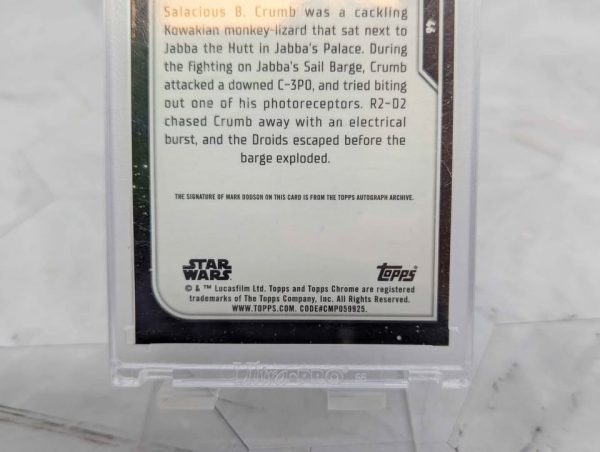 Salacious B. Crumb was a cackling
Kowakian monkey-lizard that sat next to
Jabba the Hutt in Jabba's Palace. During
the fighting on Jabba's Sail Barge, Crumb
attacked a downed C-3PO, and tried biting
out one of his photoreceptors. R2-D2
chased Crumb away with an electrical
burst, and the Droids escaped before the
barge exploded.
THE SIGNATURE OF MARK DODSON ON THIS CARD IS FROM THE TOPPS AUTOGRAPH ARCHIVE.
STAR
WARS
Topps
© & ™ Lucasfilm Ltd. Topps and Topps Chrome are registered
trademarks of The Topps Company, Inc. All Rights Reserved.
WWW.TOPPS.COM. CODE#CMP059925.